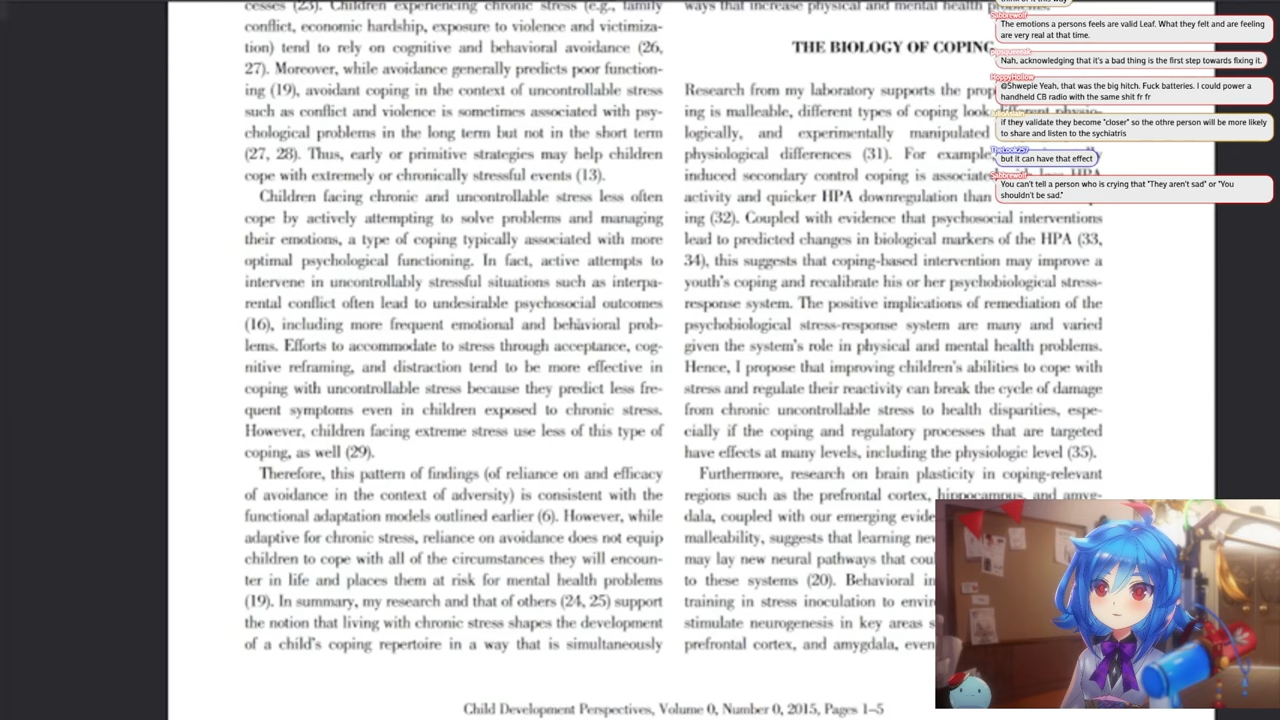 cesses (23). Children experiencing chronic stress (e.g., family
conflict, economic hardship, exposure to violence and victimiza-
tion) tend to rely on cognitive and behavioral avoidance (26,
27). Moreover, while avoidance generally predicts poor function-
ing (19), avoidant coping in the context of uncontrollable stress
such as conflict and violence is sometimes associated with psy-
chological problems in the long term but not in the short term
(27, 28). Thus, early or primitive strategies may help children
cope with extremely or chronically stressful events (13).
Children facing chronic and uncontrollable stress less often
cope by actively attempting to solve problems and managing
their emotions, a type of coping typically associated with more
optimal psychological functioning. In fact, active attempts to
intervene in uncontrollably stressful situations such as interpa-
rental conflict often lead to undesirable psychosocial outcomes
(16), including more frequent emotional and behavioral prob-
lems. Efforts to accommodate to stress through acceptance, cog-
nitive reframing, and distraction tend to be more effective in
coping with uncontrollable stress because they predict less fre-
quent symptoms even in children exposed to chronic stress.
However, children facing extreme stress use less of this type of
coping, as well (29).
Therefore, this pattern of findings (of reliance on and efficacy
of avoidance in the context of adversity) is consistent with the
functional adaptation models outlined earlier (6). However, while
adaptive for chronic stress, reliance on avoidance does not equip
children to cope with all of the circumstances they will encoun-
ter in life and places them at risk for mental health problems
(19). In summary, my research and that of others (24, 25) support
the notion that living with chronic stress shapes the development
of a child's coping repertoire in a way that is simultaneously
ways that increase physical and mental health
THE BIOLOGY OF COPING
Research from my laboratory supports the
ing is malleable, different types of coping look different
logically, and experimentally manipulated
physiological differences (31). For example,
induced secondary control coping is associated
activity and quicker HPA downregulation than
ing (32). Coupled with evidence that psychosocial interventions
lead to predicted changes in biological markers of the HPA (33,
34), this suggests that coping-based intervention may improve a
youth's coping and recalibrate his or her psychobiological stress-
response system. The positive implications of remediation of the
psychobiological stress-response system are many and varied
given the system's role in physical and mental health problems.
Hence, I propose that improving children's abilities to cope with
stress and regulate their reactivity can break the cycle of damage
from chronic uncontrollable stress to health disparities, espe-
cially if the coping and regulatory processes that are targeted
have effects at many levels, including the physiologic level (35).
Furthermore, research on brain plasticity in coping-relevant
regions such as the prefrontal cortex, hippocampus, and amyg-
dala, coupled with our emerging
malleability, suggests that learning
may lay new neural pathways that
to these systems (20). Behavioral
training in stress inoculation to
stimulate neurogenesis in key areas
prefrontal cortex, and amygdala, even
Child Development Perspectives, Volume 0, Number 0, 2015, Pages 1–5
Sabbrewolf
The emotions a persons feels are valid Leaf. What they felt and are feeling
are very real at that time.
Nah, acknowledging that it's a bad thing is the first step towards fixing it.
HoppyHollow
@Shwepie Yeah, that was the big hitch. Fuck batteries. I could power a
handheld CB radio with the same shit fr fr
if they validate they become "closer" so the othre person will be more likely
to share and listen to the sychiatris
TheLook257
but it can have that effect
Sabbrewolf
You can't tell a person who is crying that "They aren't sad" or "You
shouldn't be sad."